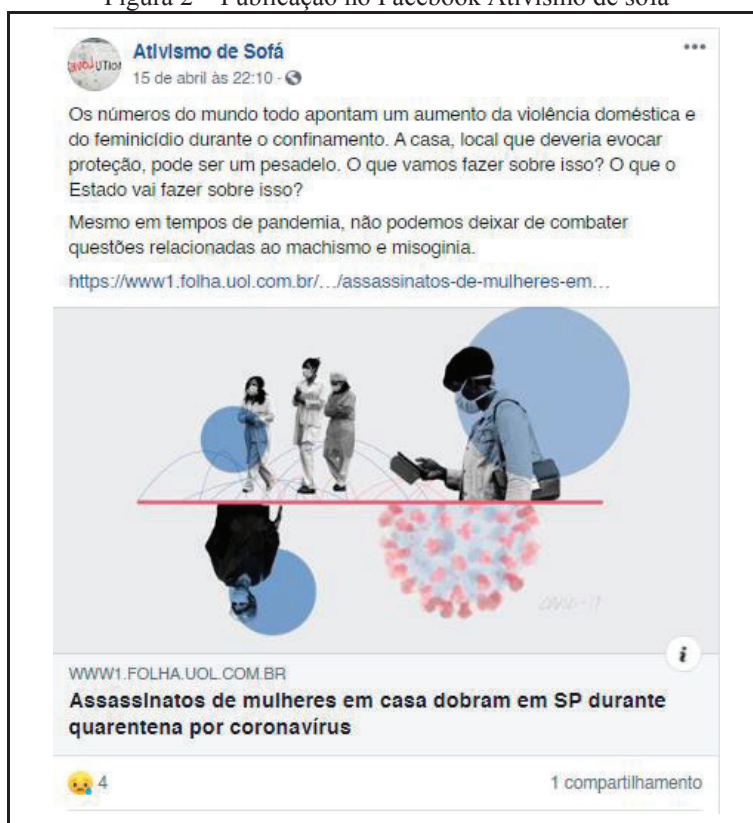 Figura 2 – Publicação no Facebook Ativismo de sofá
REVOLUTION
Ativismo de Sofá
15 de abril às 22:10
Os números do mundo todo apontam um aumento da violência doméstica e
do feminicídio durante o confinamento. A casa, local que deveria evocar
proteção, pode ser um pesadelo. O que vamos fazer sobre isso? O que o
Estado vai fazer sobre isso?
Mesmo em tempos de pandemia, não podemos deixar de combater
questões relacionadas ao machismo e misoginia.
https://www1.folha.uol.com.br/…/assassinatos-de-mulheres-em…
COVID-19
i
WWW1.FOLHA.UOL.COM.BR
Assassinatos de mulheres em casa dobram em SP durante
quarentena por coronavírus
4
1 compartilhamento